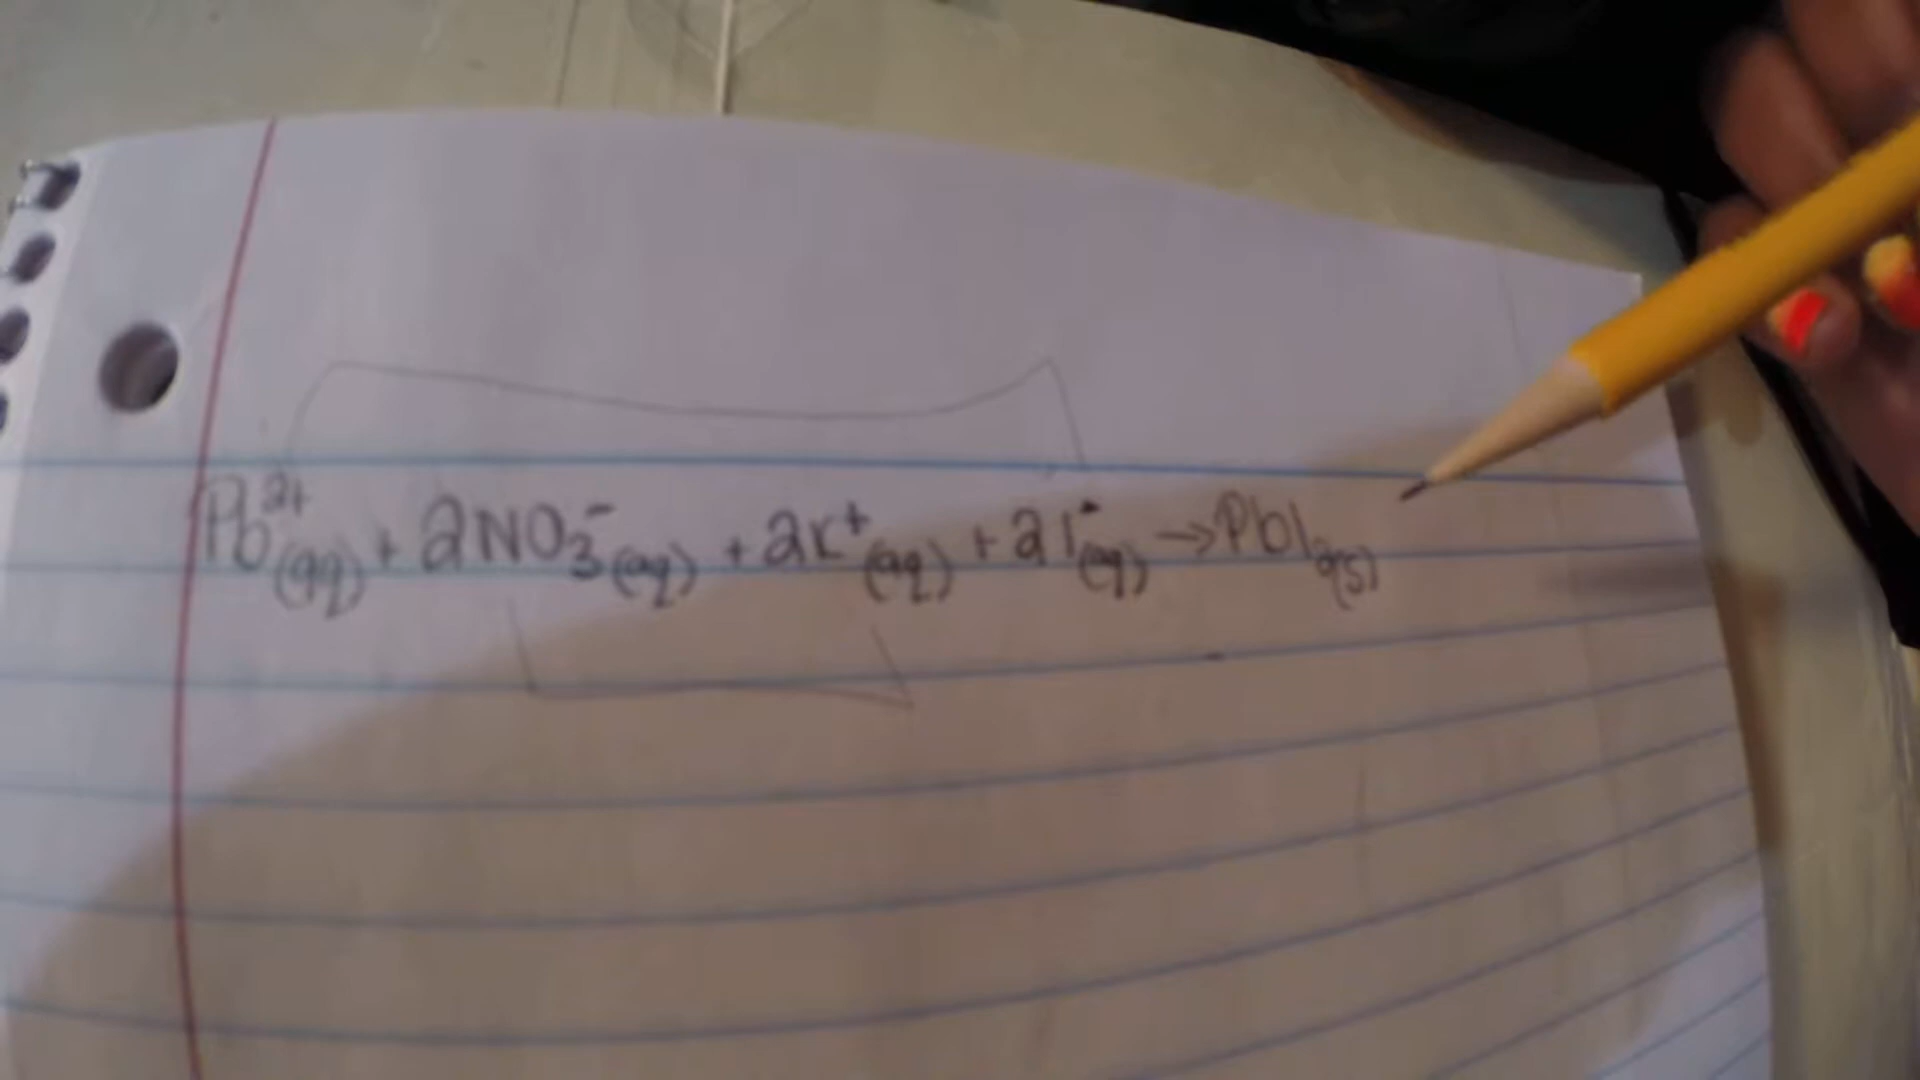 Pb²⁺(aq) + 2NO₃⁻(aq) + 2K⁺(aq) + 2I⁻(aq) → PbI₂(s)